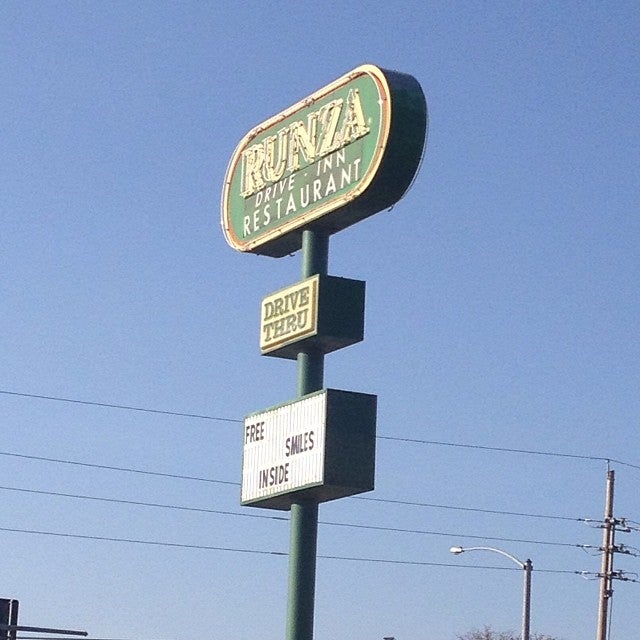 RUNZA
DRIVE-INN
RESTAURANT
DRIVE
THRU
FREE
SMILES
INSIDE